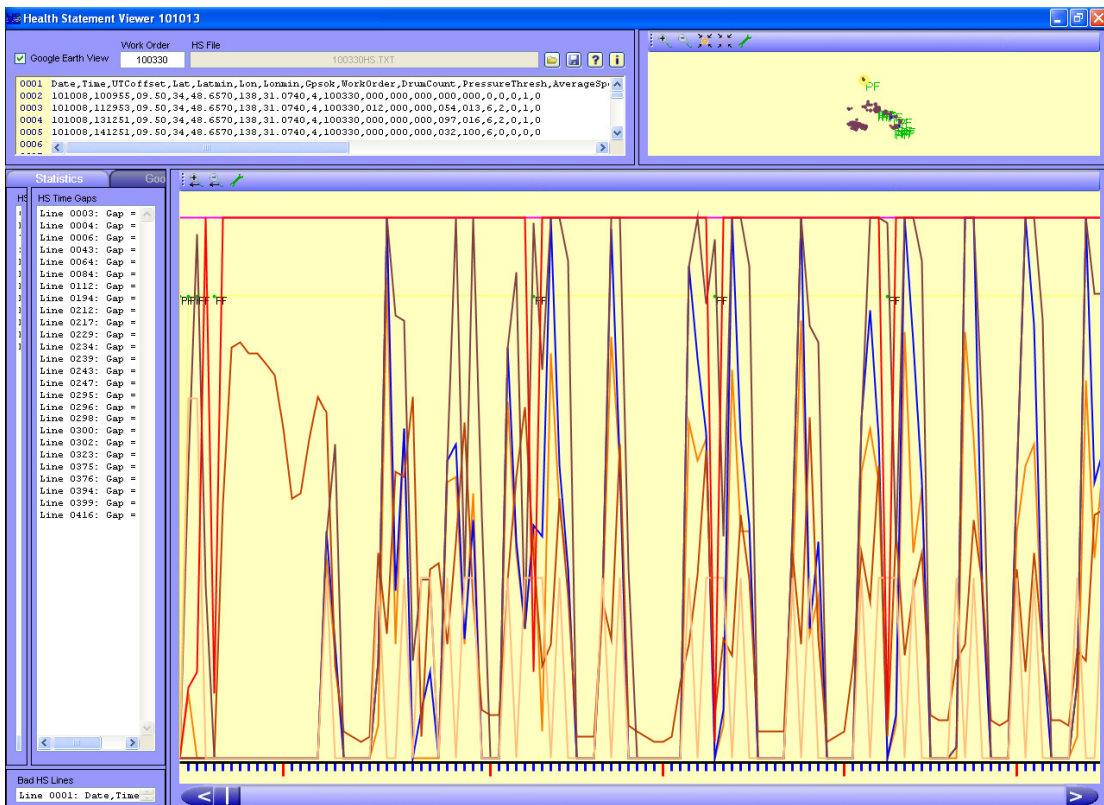 Health Statement Viewer 101013
Google Earth View
Work Order
100330
HS File
100330HS.TXT
0001 Date,Time,UTCoffset,Lat,Latmin,Lon,Lonmin,Gpsok,WorkOrder,DrumCount,PressureThresh,AverageSp
0002 101008,100955,09.50,34,48.6570,138,31.0740,4,100330,000,000,000,000,000,0,0,1,0
0003 101008,112953,09.50,34,48.6570,138,31.0740,4,100330,012,000,000,054,013,6,2,0,1,0
0004 101008,131251,09.50,34,48.6570,138,31.0740,4,100330,000,000,000,097,016,6,2,0,1,0
0005 101008,141251,09.50,34,48.6570,138,31.0740,4,100330,000,000,000,032,100,6,0,0,0,0
0006
PF
Statistics
Goo
HS
HS Time Gaps
Line 0003: Gap =
Line 0004: Gap =
Line 0006: Gap =
Line 0043: Gap =
Line 0064: Gap =
Line 0084: Gap =
Line 0112: Gap =
Line 0194: Gap =
Line 0212: Gap =
Line 0217: Gap =
Line 0229: Gap =
Line 0234: Gap =
Line 0239: Gap =
Line 0243: Gap =
Line 0247: Gap =
Line 0295: Gap =
Line 0296: Gap =
Line 0298: Gap =
Line 0300: Gap =
Line 0302: Gap =
Line 0323: Gap =
Line 0375: Gap =
Line 0376: Gap =
Line 0394: Gap =
Line 0399: Gap =
Line 0416: Gap =
PF
PF
PF
PF
Bad HS Lines
Line 0001: Date,Time